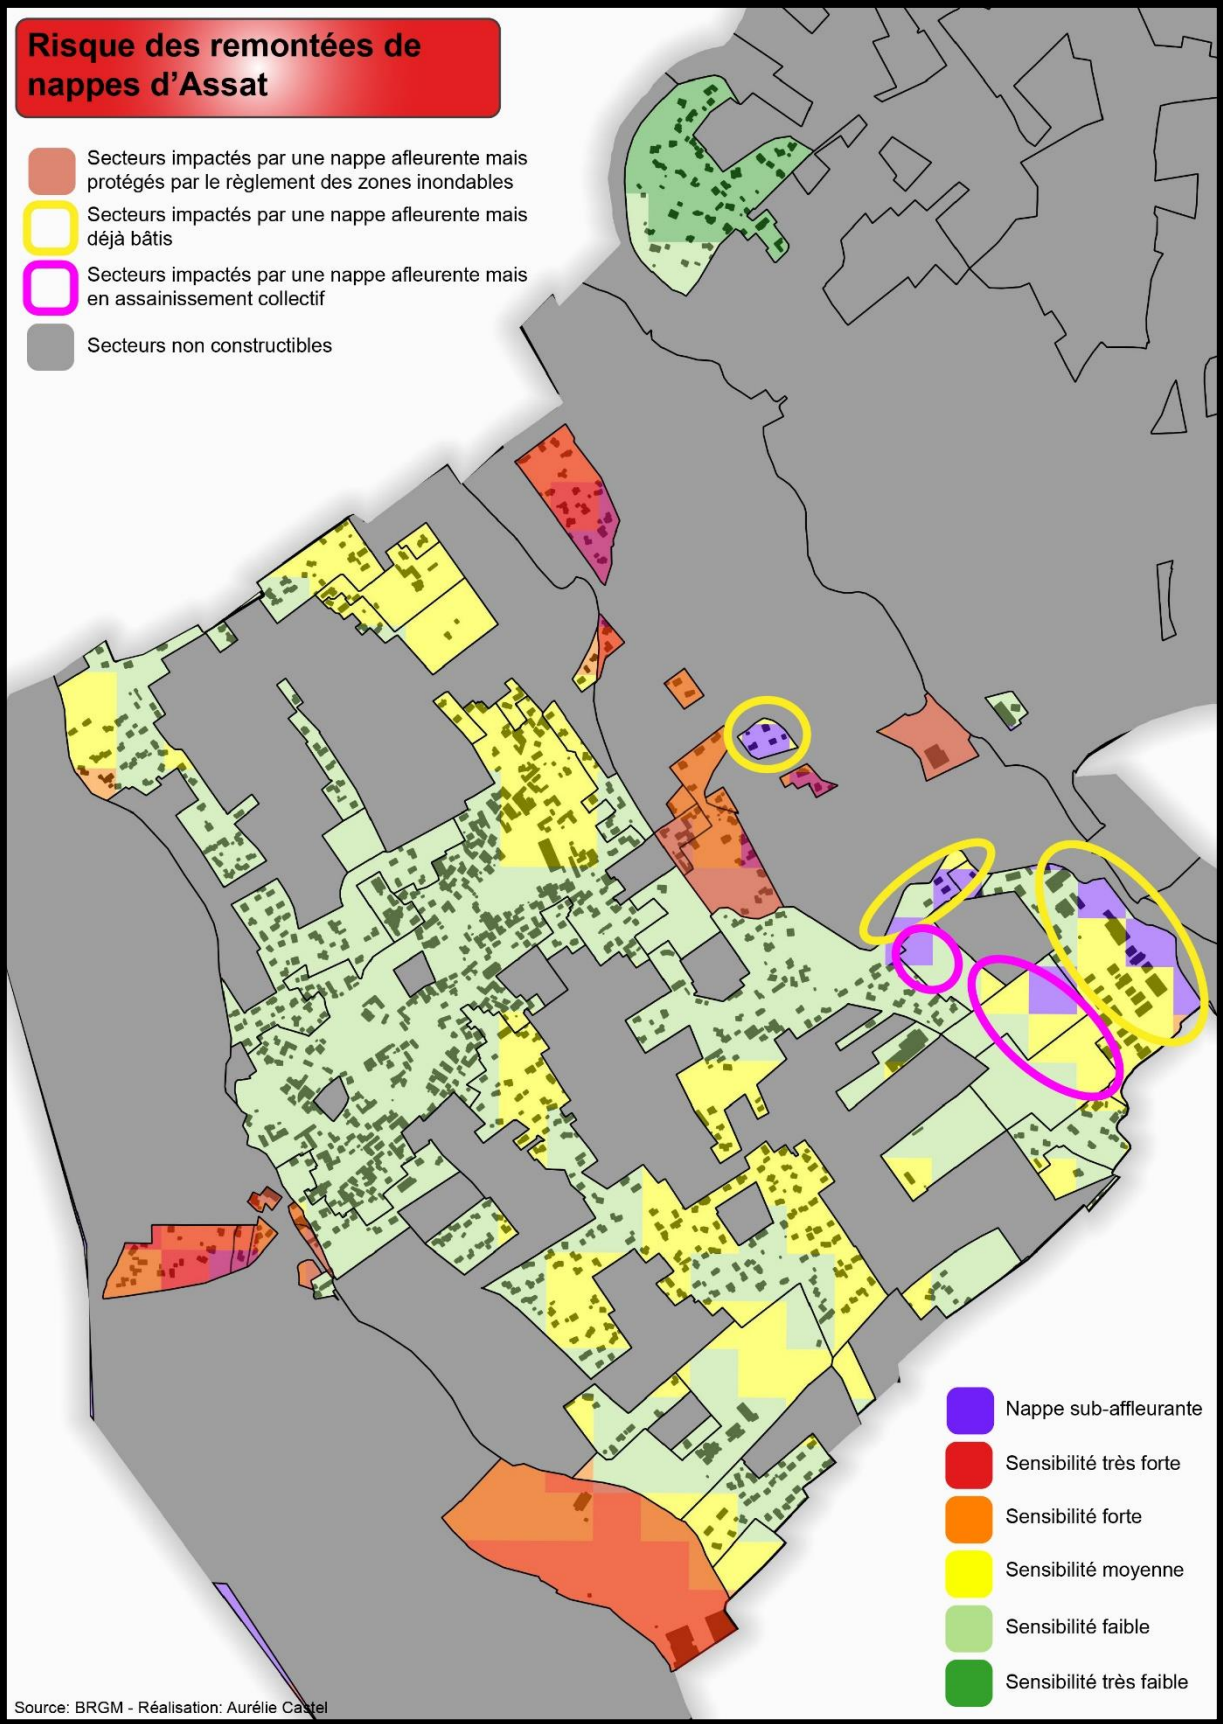 Risque des remontées de
nappes d’Assat
Secteurs impactés par une nappe afleurente mais
protégés par le règlement des zones inondables
Secteurs impactés par une nappe afleurente mais
déjà bâtis
Secteurs impactés par une nappe afleurente mais
en assainissement collectif
Secteurs non constructibles
Nappe sub-affleurante
Sensibilité très forte
Sensibilité forte
Sensibilité moyenne
Sensibilité faible
Sensibilité très faible
Source: BRGM - Réalisation: Aurélie Castel